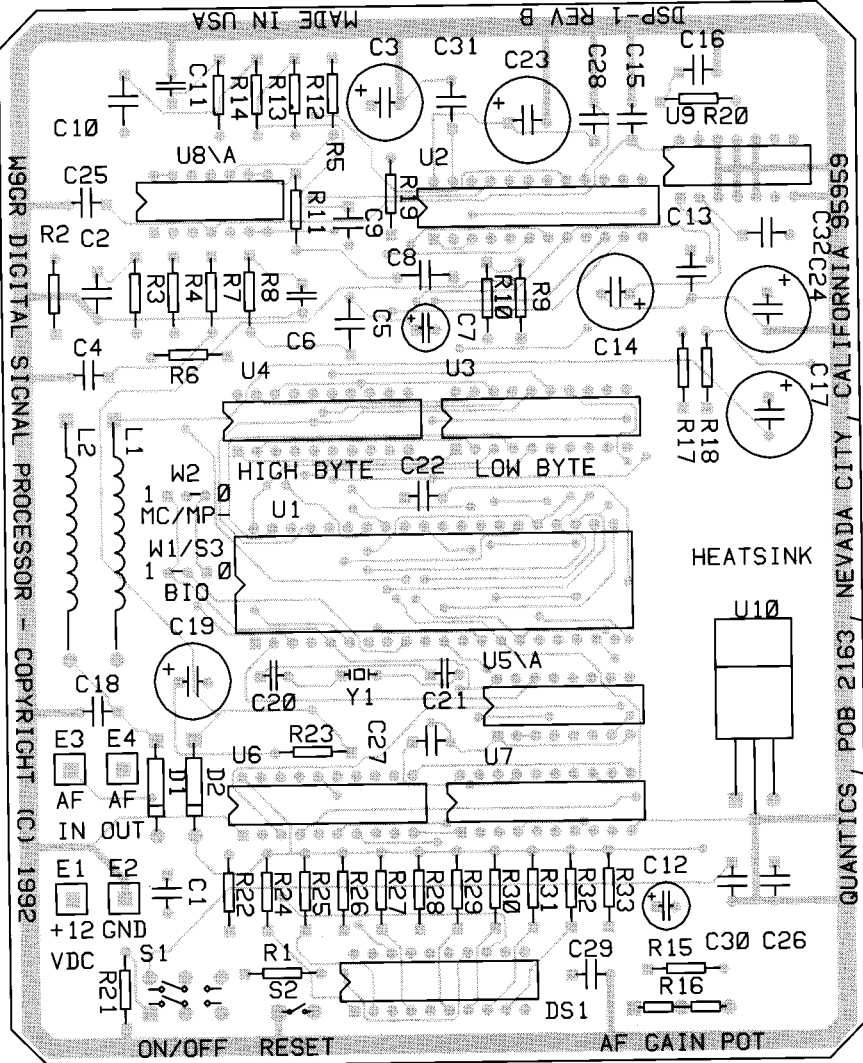 MADE IN USA
DSP-1 REV B
C3
C31
C23
C28
C15
C16
C10
C11
R14
R13
R12
U9 R20
R5
U8\A
U2
C25
R11
C9
R19
C13
C32
C24
R2
C2
R3
R4
R7
R8
C8
R10
R9
C6
C5
C7
C14
C4
R6
U4
U3
R17
R18
C17
L2
L1
HIGH BYTE
C22
LOW BYTE
W2
1 - 0
MC/MP-
U1
W1/S3
1 - 0
BIO
HEATSINK
U10
C19
C20
Y1
C21
U5\A
C18
E3
E4
AF
AF
IN OUT
D1
D2
U6
R23
C27
U7
E1
E2
+12 GND
VDC
C1
R22
R24
R25
R26
R27
R28
R29
R30
R31
R32
R33
C12
C30
C26
R21
S1
R1
S2
C29
DS1
R15
R16
ON/OFF
RESET
AF GAIN POT
W9GR DIGITAL SIGNAL PROCESSOR - COPYRIGHT (C) 1992
QUANTICS, POB 2163, NEVADA CITY, CALIFORNIA 95959